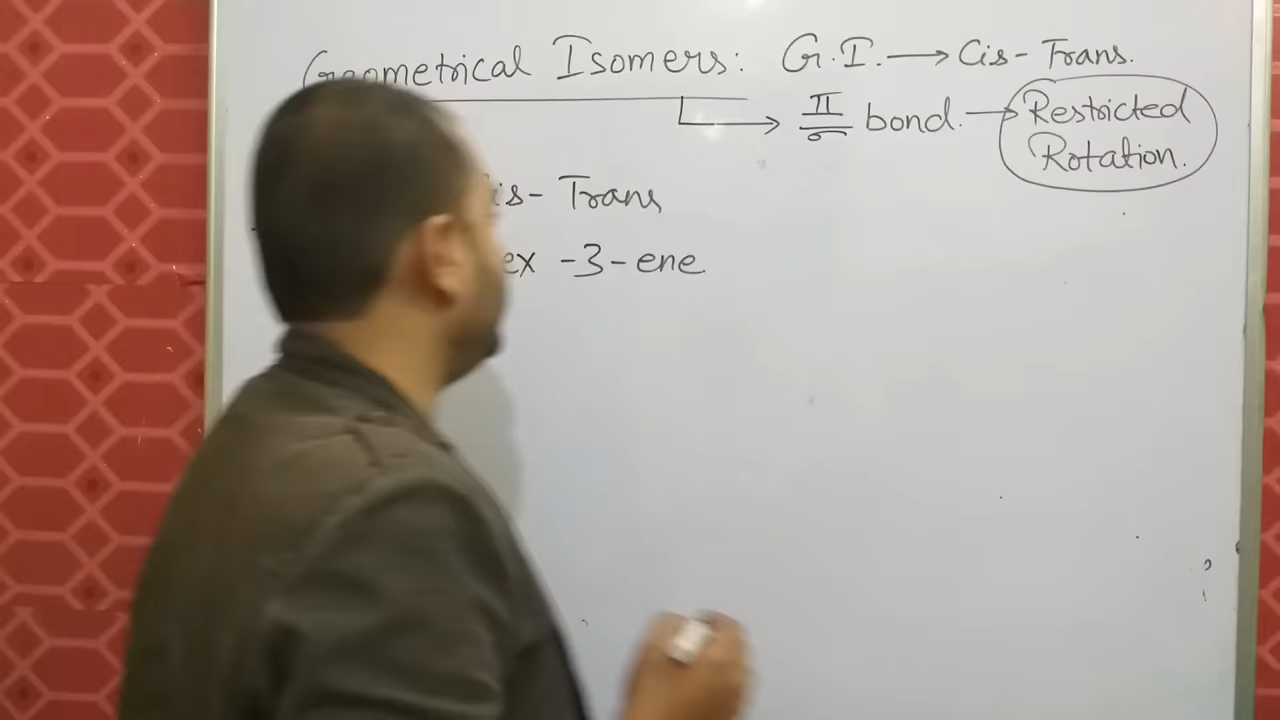 Geometrical Isomers: G.I. → Cis-Trans.
π/σ bond. → Restricted
Rotation.
is- Trans
ex -3-ene